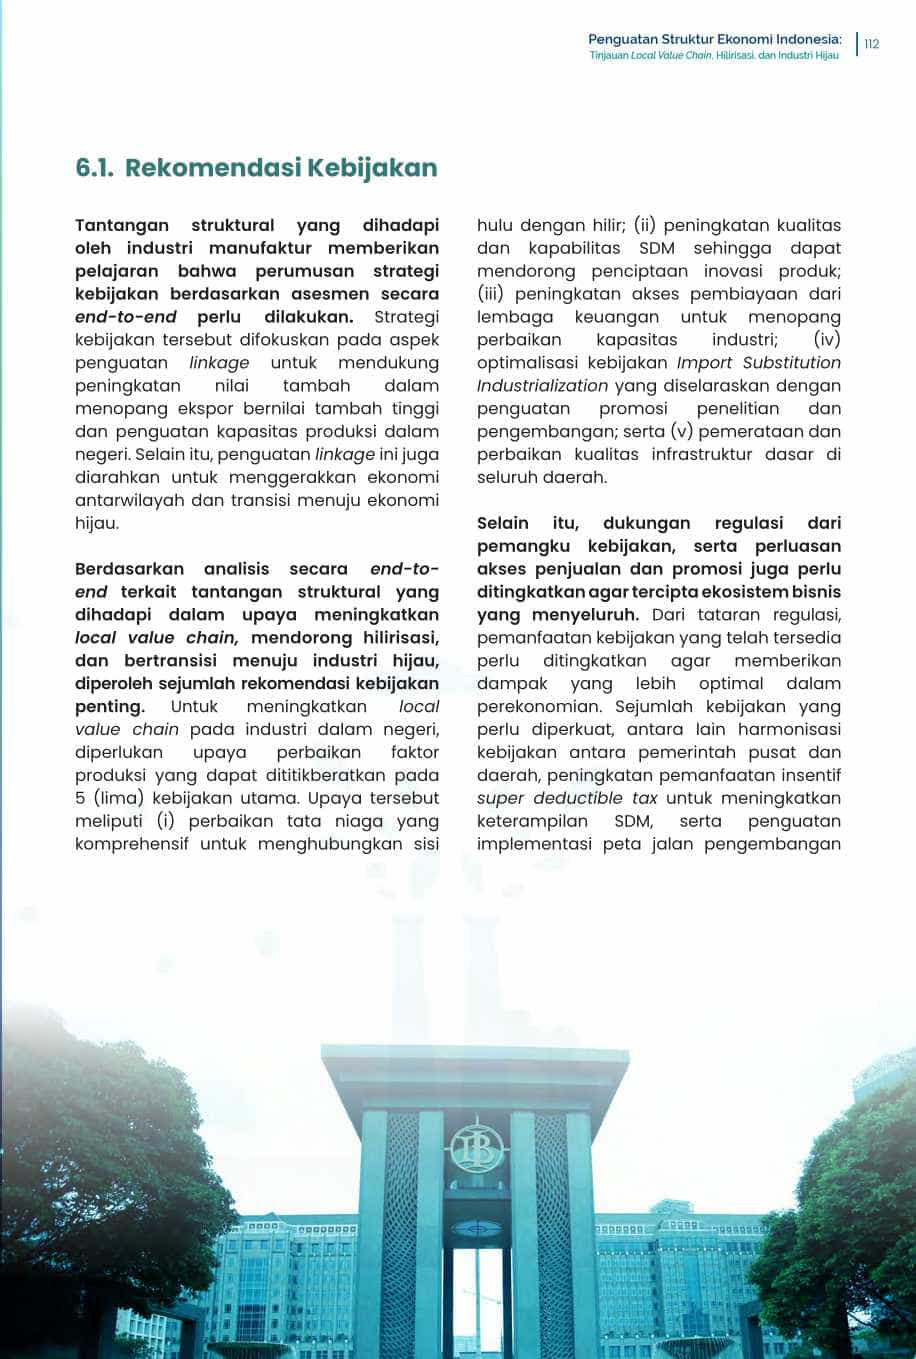 Penguatan Struktur Ekonomi Indonesia:
Tinjauan Local Value Chain, Hilirisasi, dan Industri Hijau
112
6.1. Rekomendasi Kebijakan
Tantangan struktural yang dihadapi
oleh industri manufaktur memberikan
pelajaran bahwa perumusan strategi
kebijakan berdasarkan asesmen secara
end-to-end perlu dilakukan. Strategi
kebijakan tersebut difokuskan pada aspek
penguatan linkage untuk mendukung
peningkatan nilai tambah dalam
menopang ekspor bernilai tambah tinggi
dan penguatan kapasitas produksi dalam
negeri. Selain itu, penguatan linkage ini juga
diarahkan untuk menggerakkan ekonomi
antarwilayah dan transisi menuju ekonomi
hijau.
Berdasarkan analisis secara end-to-
end terkait tantangan struktural yang
dihadapi dalam upaya meningkatkan
local value chain, mendorong hilirisasi,
dan bertransisi menuju industri hijau,
diperoleh sejumlah rekomendasi kebijakan
penting. Untuk meningkatkan local
value chain pada industri dalam negeri,
diperlukan upaya perbaikan faktor
produksi yang dapat dititikberatkan pada
5 (lima) kebijakan utama. Upaya tersebut
meliputi (i) perbaikan tata niaga yang
komprehensif untuk menghubungkan sisi
hulu dengan hilir; (ii) peningkatan kualitas
dan kapabilitas SDM sehingga dapat
mendorong penciptaan inovasi produk;
(iii) peningkatan akses pembiayaan dari
lembaga keuangan untuk menopang
perbaikan kapasitas industri; (iv)
optimalisasi kebijakan Import Substitution
Industrialization yang diselaraskan dengan
penguatan promosi penelitian dan
pengembangan; serta (v) pemerataan dan
perbaikan kualitas infrastruktur dasar di
seluruh daerah.
Selain itu, dukungan regulasi dari
pemangku kebijakan, serta perluasan
akses penjualan dan promosi juga perlu
ditingkatkan agar tercipta ekosistem bisnis
yang menyeluruh. Dari tataran regulasi,
pemanfaatan kebijakan yang telah tersedia
perlu ditingkatkan agar memberikan
dampak yang lebih optimal dalam
perekonomian. Sejumlah kebijakan yang
perlu diperkuat, antara lain harmonisasi
kebijakan antara pemerintah pusat dan
daerah, peningkatan pemanfaatan insentif
super deductible tax untuk meningkatkan
keterampilan SDM, serta penguatan
implementasi peta jalan pengembangan